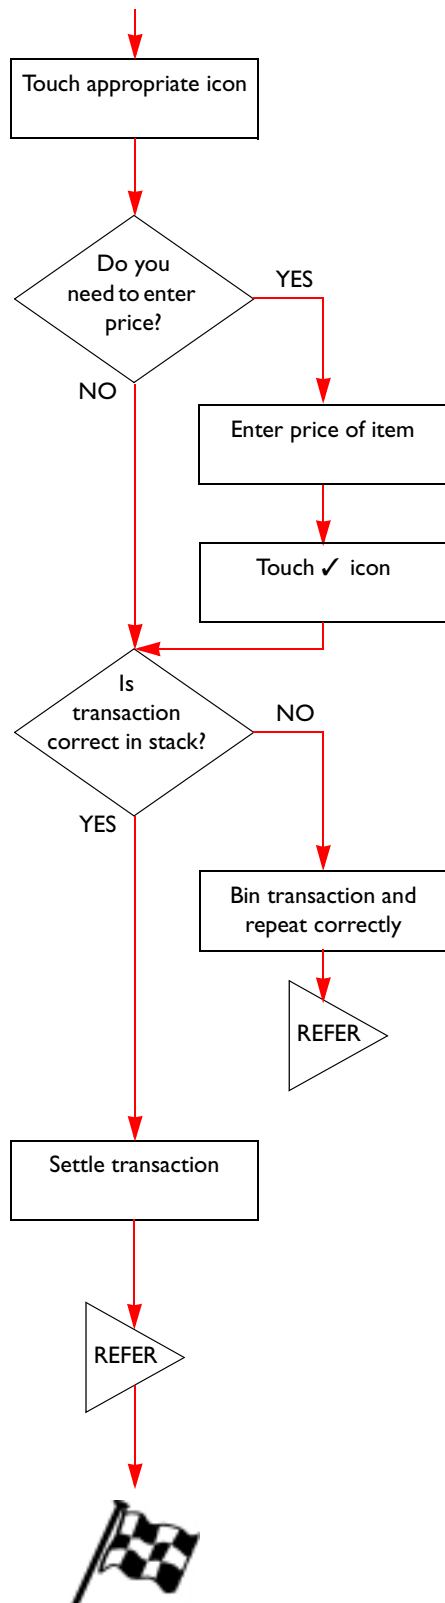 Touch appropriate icon
Do you
need to enter
price?
YES
NO
Enter price of item
Touch ✓ icon
Is
transaction
correct in stack?
NO
YES
Bin transaction and
repeat correctly
REFER
Settle transaction
REFER